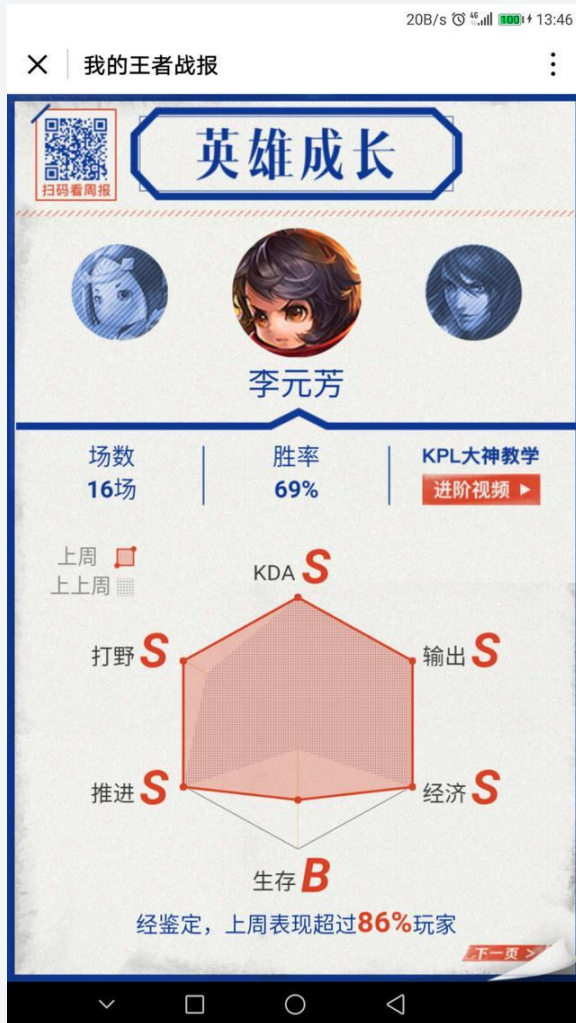 20B/s 4G 100 13:46
我的王者战报
扫码看周报
英雄成长
李元芳
场数
16场
胜率
69%
KPL大神教学
进阶视频
上周
上上周
KDA S
打野 S
输出 S
推进 S
经济 S
生存 B
经鉴定，上周表现超过86%玩家
下一页 >